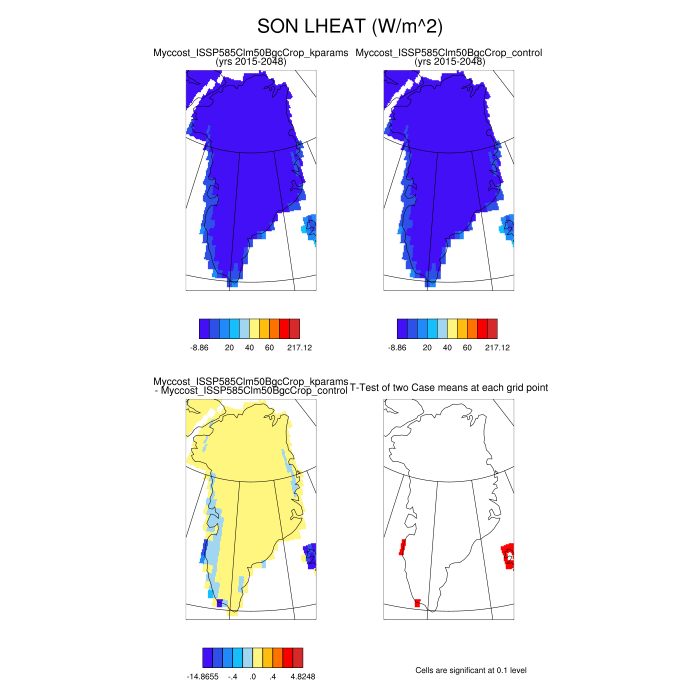 SON LHEAT (W/m^2)
Myccost_ISSP585Clm50BgcCrop_kparams
(yrs 2015-2048)
Myccost_ISSP585Clm50BgcCrop_control
(yrs 2015-2048)
-8.86 20 40 60 217.12
-8.86 20 40 60 217.12
Myccost_ISSP585Clm50BgcCrop_kparams
- Myccost_ISSP585Clm50BgcCrop_control
T-Test of two Case means at each grid point
-14.8655 -.4 .0 .4 4.8248
Cells are significant at 0.1 level